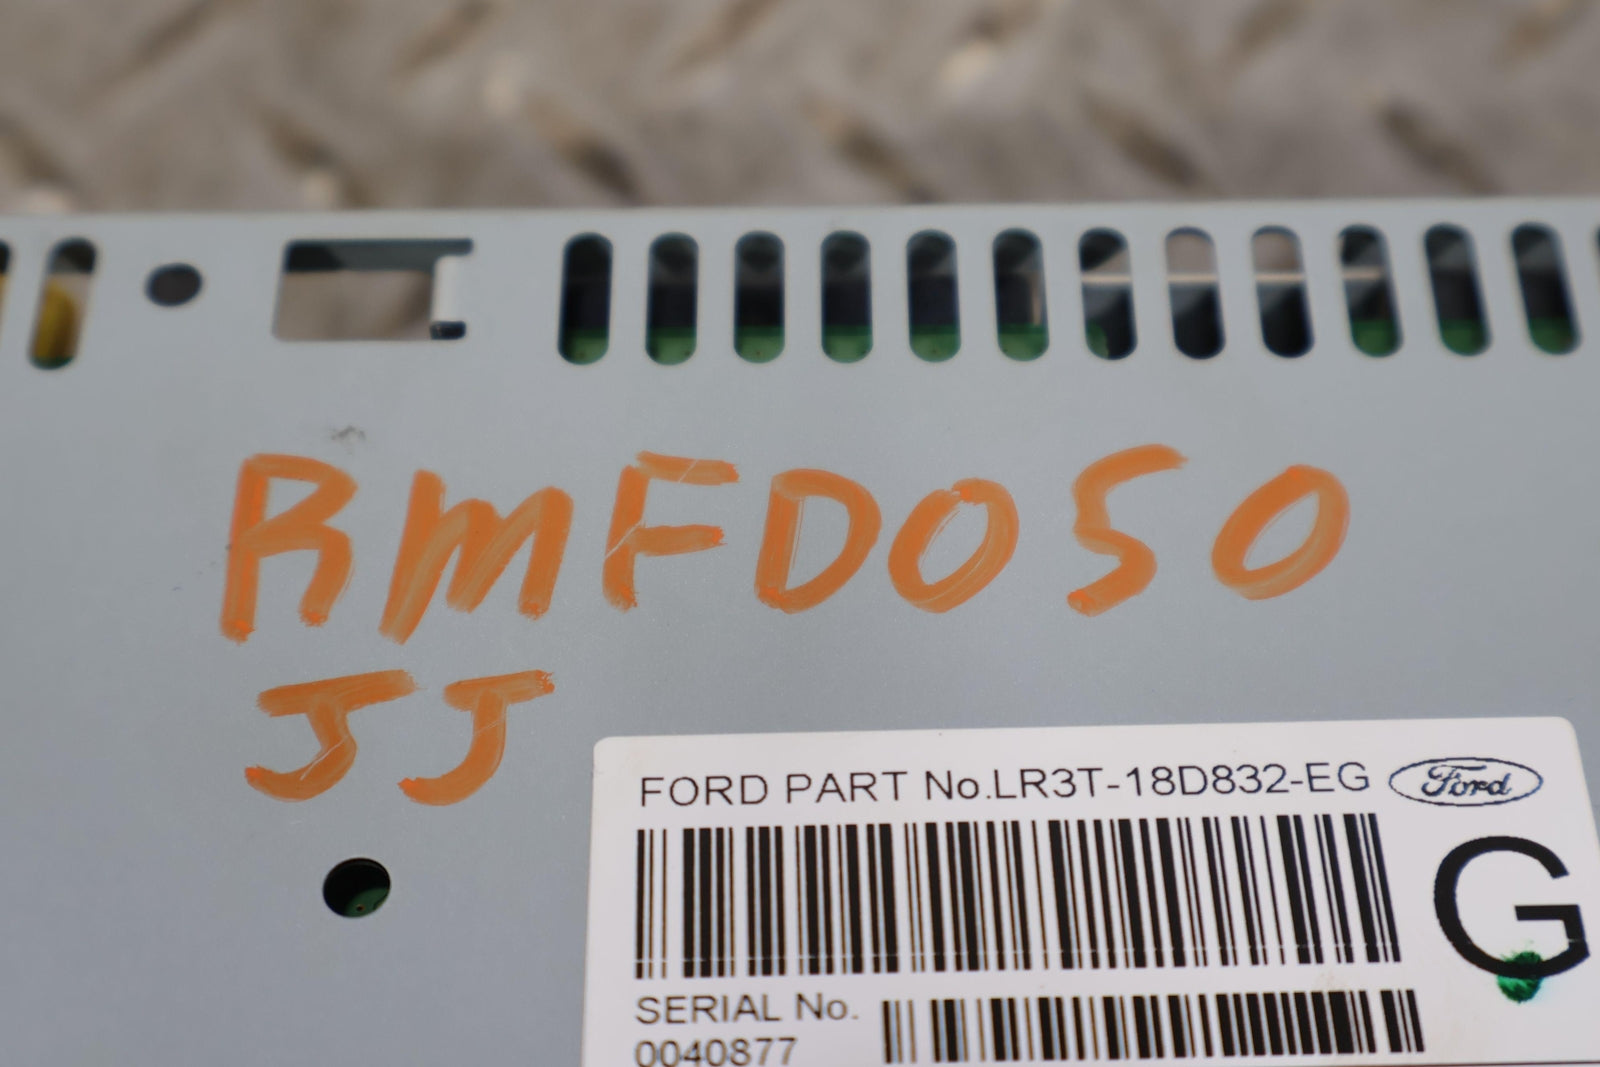 RMFD050
JJ
FORD PART No.LR3T-18D832-EG Ford
G
SERIAL No.
0040877